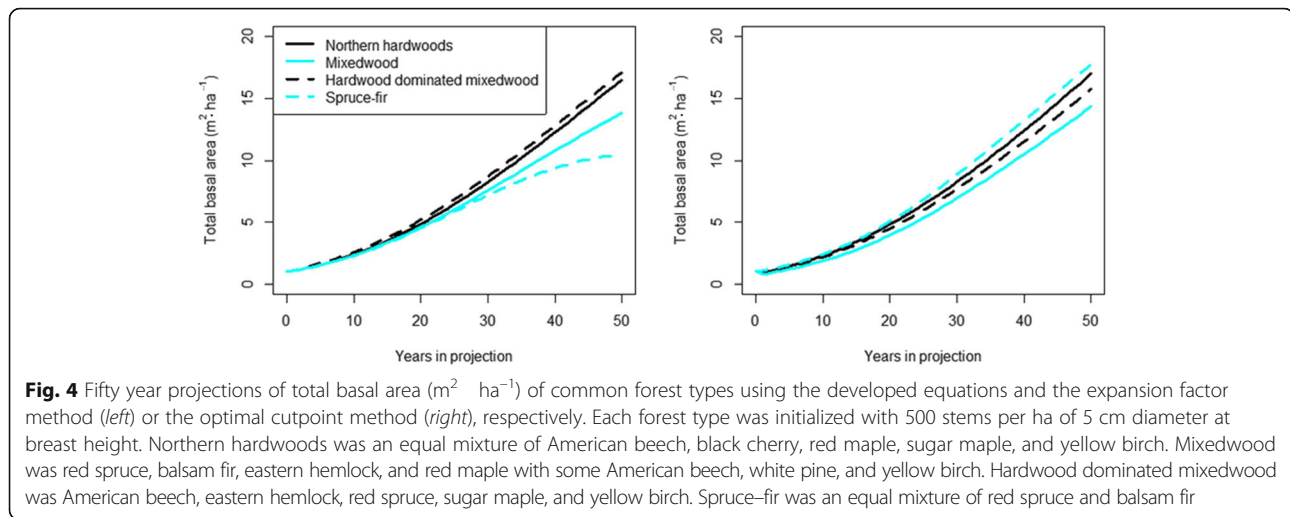 Northern hardwoods
Mixedwood
Hardwood dominated mixedwood
Spruce-fir
Total basal area (m²· ha⁻¹)
20
15
10
5
0
0 10 20 30 40 50
Years in projection
Total basal area (m²· ha⁻¹)
20
15
10
5
0
0 10 20 30 40 50
Years in projection
Fig. 4 Fifty year projections of total basal area (m² ha⁻¹) of common forest types using the developed equations and the expansion factor
method (left) or the optimal cutpoint method (right), respectively. Each forest type was initialized with 500 stems per ha of 5 cm diameter at
breast height. Northern hardwoods was an equal mixture of American beech, black cherry, red maple, sugar maple, and yellow birch. Mixedwood
was red spruce, balsam fir, eastern hemlock, and red maple with some American beech, white pine, and yellow birch. Hardwood dominated mixedwood
was American beech, eastern hemlock, red spruce, sugar maple, and yellow birch. Spruce–fir was an equal mixture of red spruce and balsam fir